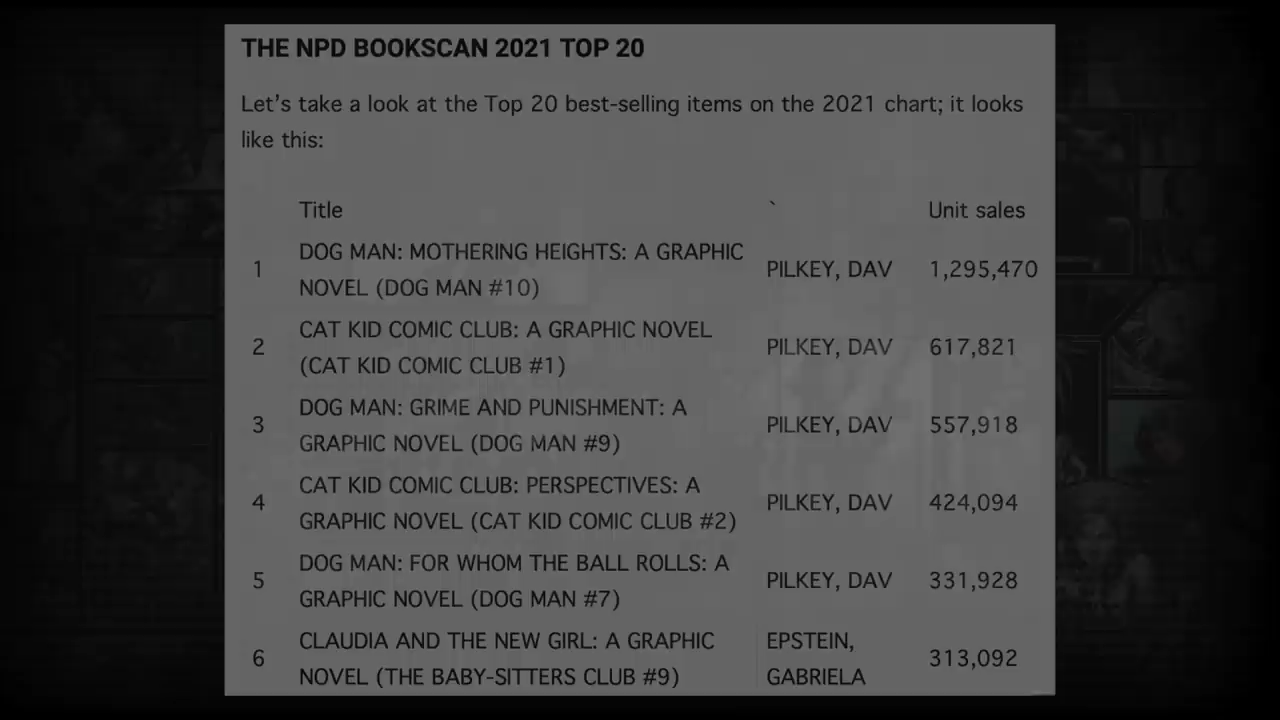 THE NPD BOOKSCAN 2021 TOP 20
Let's take a look at the Top 20 best-selling items on the 2021 chart; it looks
like this:
Title ` Unit sales
1 DOG MAN: MOTHERING HEIGHTS: A GRAPHIC
NOVEL (DOG MAN #10) PILKEY, DAV 1,295,470
2 CAT KID COMIC CLUB: A GRAPHIC NOVEL
(CAT KID COMIC CLUB #1) PILKEY, DAV 617,821
3 DOG MAN: GRIME AND PUNISHMENT: A
GRAPHIC NOVEL (DOG MAN #9) PILKEY, DAV 557,918
4 CAT KID COMIC CLUB: PERSPECTIVES: A
GRAPHIC NOVEL (CAT KID COMIC CLUB #2) PILKEY, DAV 424,094
5 DOG MAN: FOR WHOM THE BALL ROLLS: A
GRAPHIC NOVEL (DOG MAN #7) PILKEY, DAV 331,928
6 CLAUDIA AND THE NEW GIRL: A GRAPHIC EPSTEIN,
NOVEL (THE BABY-SITTERS CLUB #9) GABRIELA 313,092